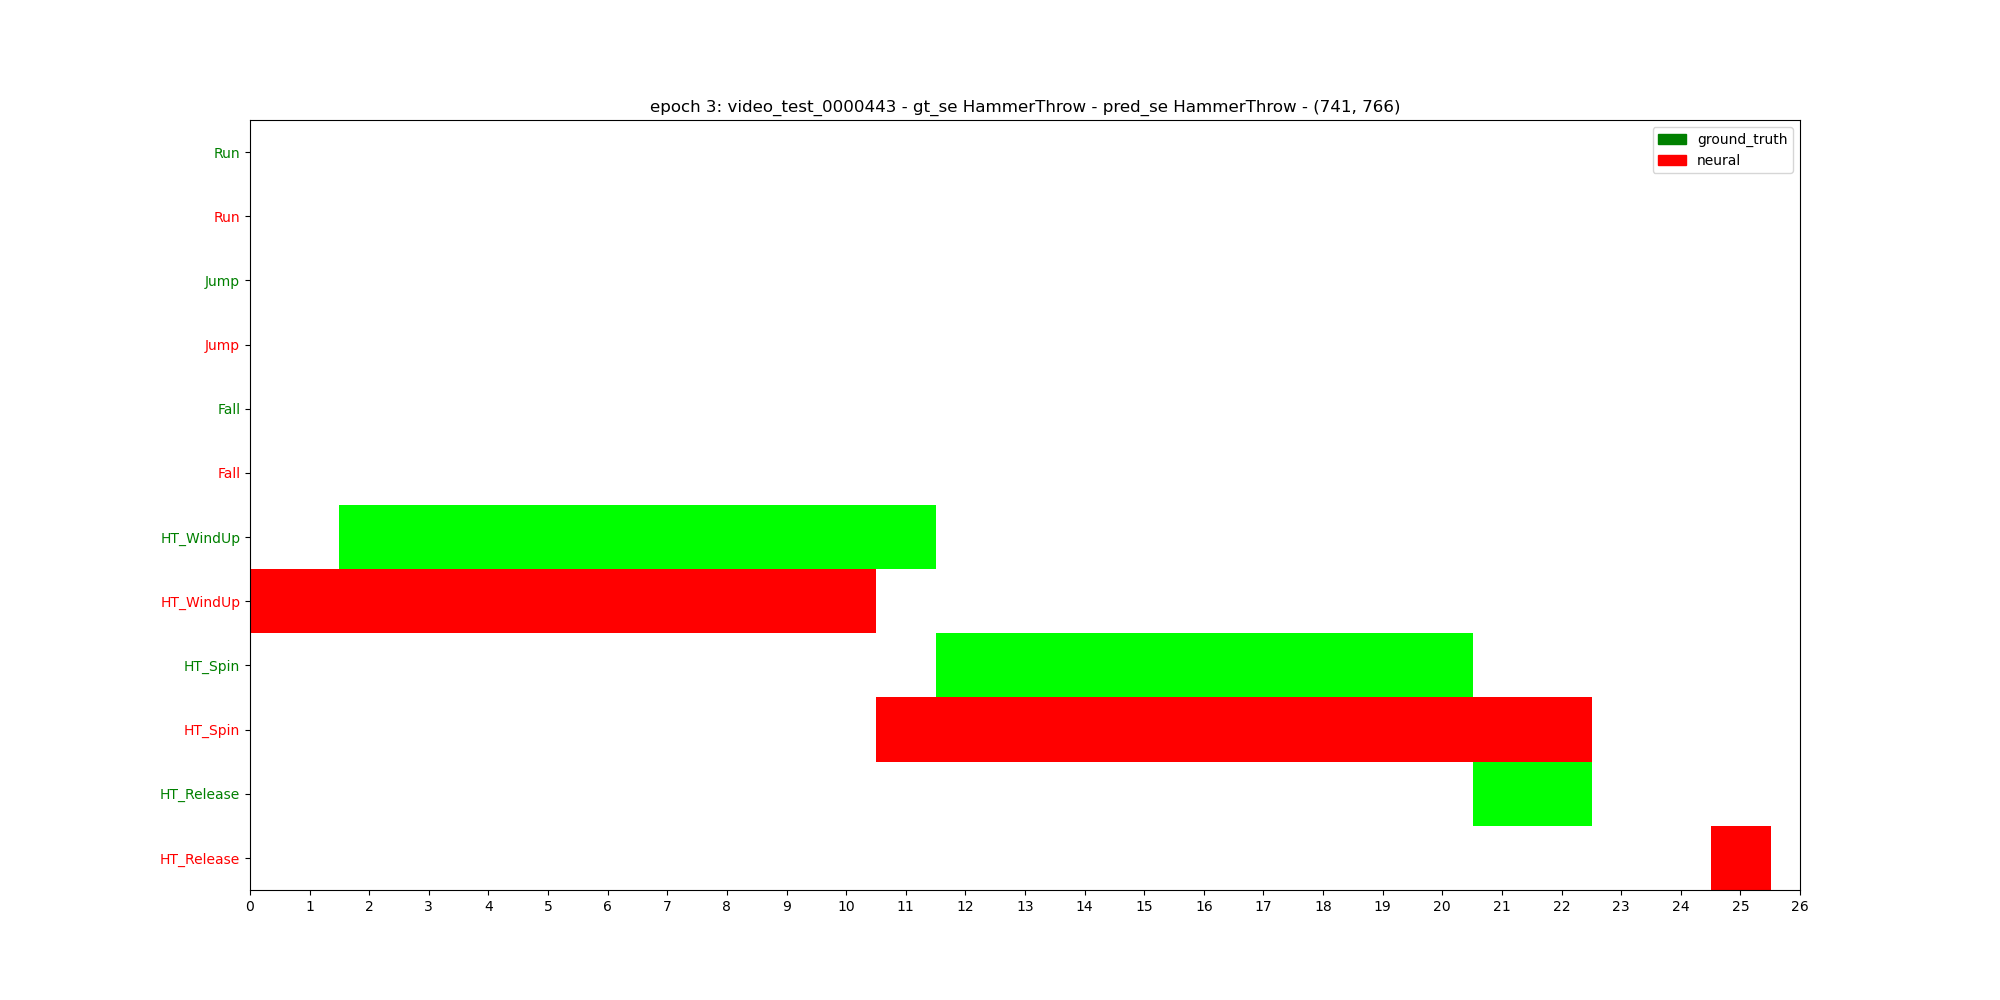 epoch 3: video_test_0000443 - gt_se HammerThrow - pred_se HammerThrow - (741, 766)
ground_truth
neural
Run
Run
Jump
Jump
Fall
Fall
HT_WindUp
HT_WindUp
HT_Spin
HT_Spin
HT_Release
HT_Release
0 1 2 3 4 5 6 7 8 9 10 11 12 13 14 15 16 17 18 19 20 21 22 23 24 25 26